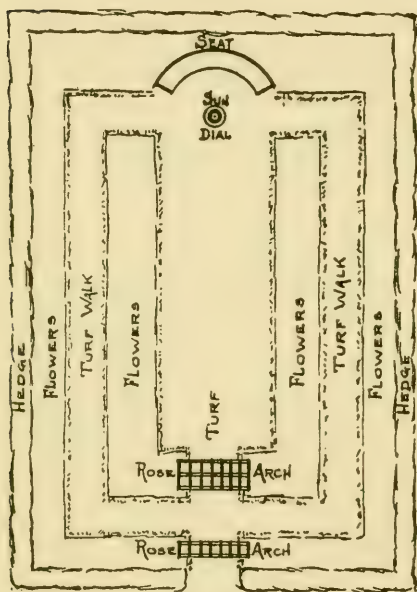 SEAT
SUN
DIAL
HEDGE
FLOWERS
TURF WALK
FLOWERS
TURF
FLOWERS
TURF WALK
FLOWERS
HEDGE
ROSE ARCH
ROSE ARCH